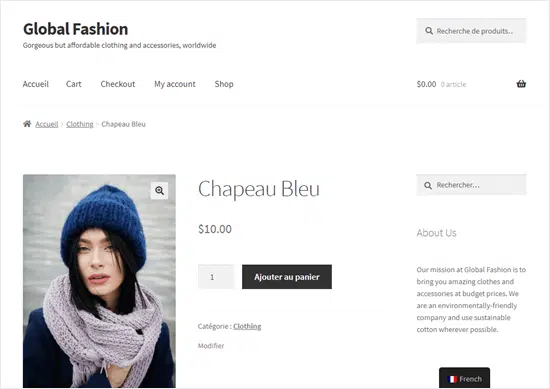 Global Fashion
Gorgeous but affordable clothing and accessories, worldwide
Recherche de produits…
Accueil Cart Checkout My account Shop
$0.00 0 article
Accueil > Clothing > Chapeau Bleu
Chapeau Bleu
$10.00
1 Ajouter au panier
Catégorie : Clothing
Modifier
Rechercher…
About Us
Our mission at Global Fashion is to
bring you amazing clothes and
accessories at budget prices. We
are an environmentally-friendly
company and use sustainable
cotton wherever possible.
French